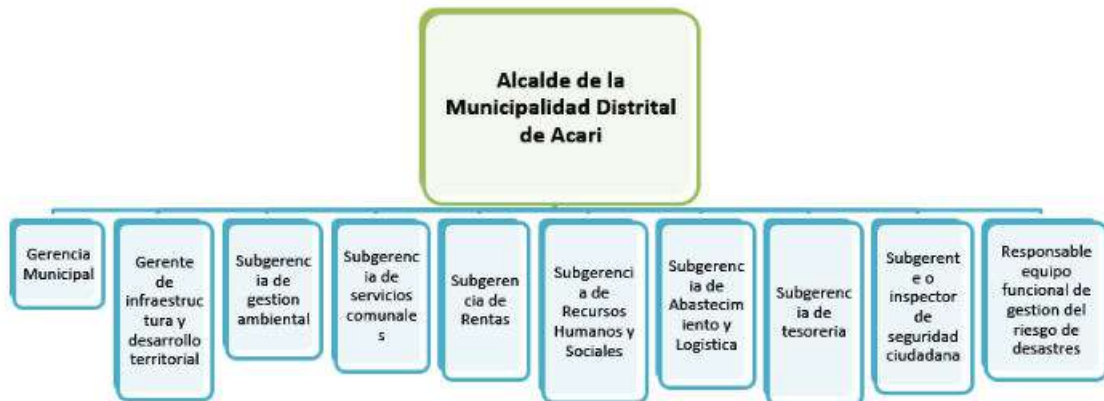 Alcalde de la
Municipalidad Distrital
de Acari
Gerencia
Municipal
Gerente
de
infraestruc
tura y
desarrollo
territorial
Subgerenc
ia de
gestion
ambiental
Subgerenc
ia de
servicios
comunale
s
Subgeren
cia de
Rentas
Subgerenci
a de
Recursos
Humanos y
Sociales
Subgerenc
ia de
Abastecim
iento y
Logistica
Subgerenc
ia de
tesoreria
Subgerente
o inspector
de
seguridad
ciudadana
Responsable
equipo
funcional de
gestion del
riesgo de
desastres